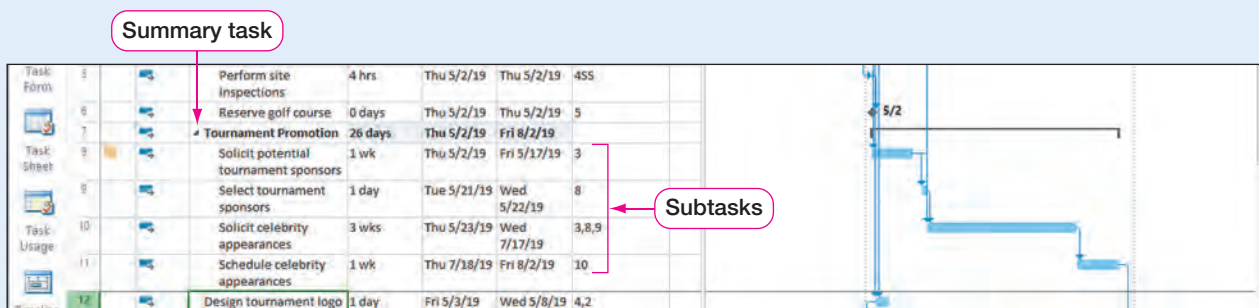 Summary task
Task Form
5 Perform site inspections 4 hrs Thu 5/2/19 Thu 5/2/19 4SS
6 Reserve golf course 0 days Thu 5/2/19 Thu 5/2/19 5
5/2
7 Tournament Promotion 26 days Thu 5/2/19 Fri 8/2/19
Task Sheet
8 Solicit potential tournament sponsors 1 wk Thu 5/2/19 Fri 5/17/19 3
9 Select tournament sponsors 1 day Tue 5/21/19 Wed 5/22/19 8
Subtasks
Task Usage
10 Solicit celebrity appearances 3 wks Thu 5/23/19 Wed 7/17/19 3,8,9
11 Schedule celebrity appearances 1 wk Thu 7/18/19 Fri 8/2/19 10
12 Design tournament logo 1 day Fri 5/3/19 Wed 5/8/19 4,2